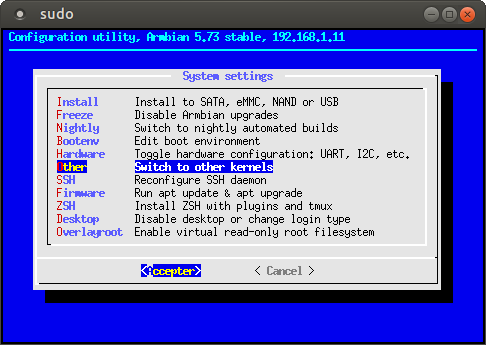 sudo
Configuration utility, Armbian 5.73 stable, 192.168.1.11
System settings
Install Install to SATA, eMMC, NAND or USB
Freeze Disable Armbian upgrades
Nightly Switch to nightly automated builds
Bootenv Edit boot environment
Hardware Toggle hardware configuration: UART, I2C, etc.
Other Switch to other kernels
SSH Reconfigure SSH daemon
Firmware Run apt update & apt upgrade
ZSH Install ZSH with plugins and tmux
Desktop Disable desktop or change login type
Overlayroot Enable virtual read-only root filesystem
<Accepter> < Cancel >